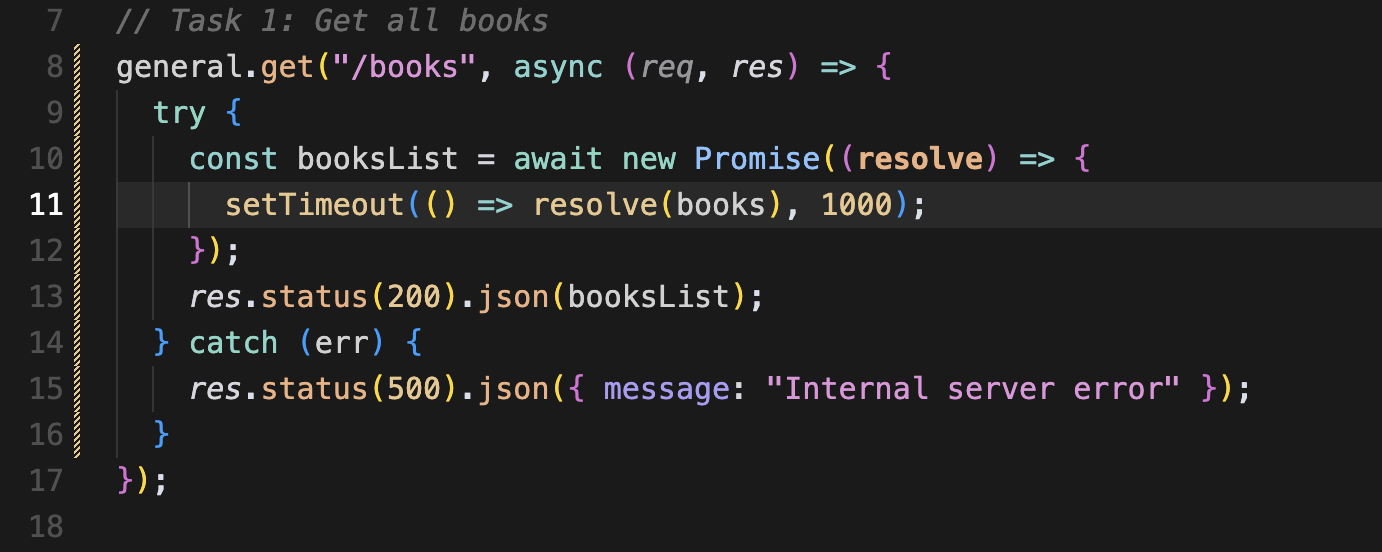 7 // Task 1: Get all books
8 general.get("/books", async (req, res) => {
9 try {
10 const booksList = await new Promise((resolve) => {
11 setTimeout(() => resolve(books), 1000);
12 });
13 res.status(200).json(booksList);
14 } catch (err) {
15 res.status(500).json({ message: "Internal server error" });
16 }
17 });
18